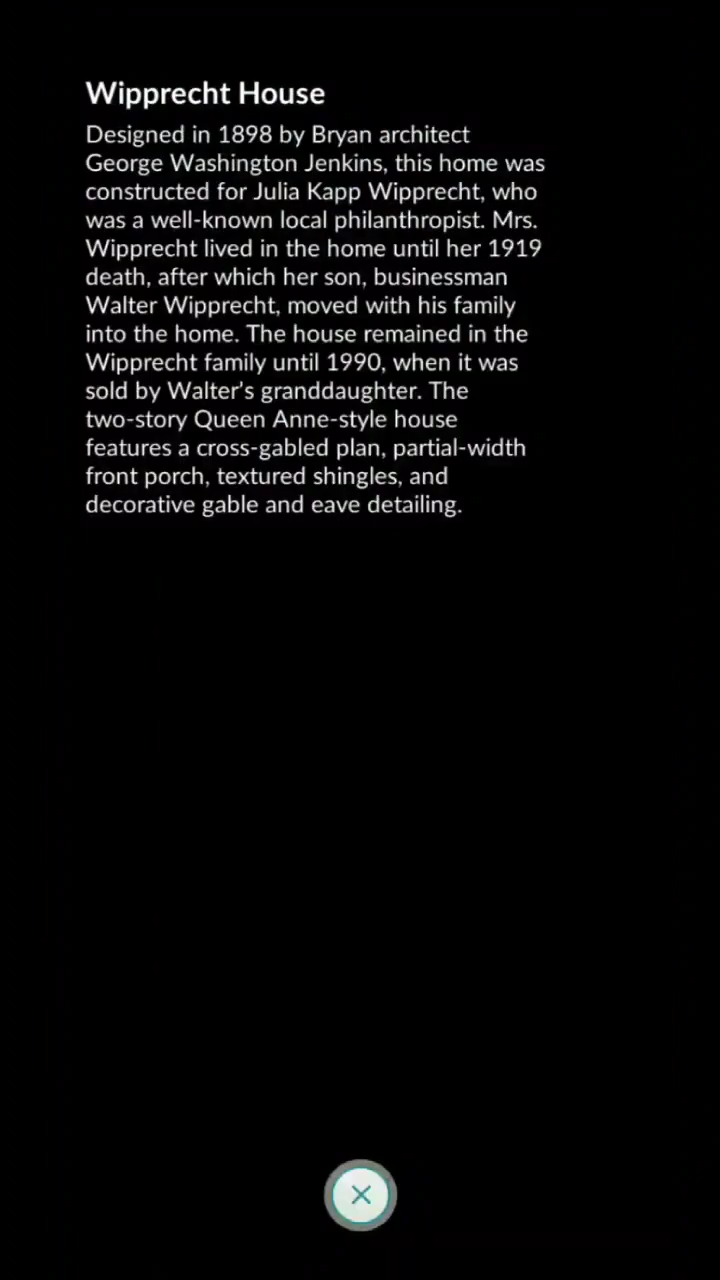 Wipprecht House
Designed in 1898 by Bryan architect
George Washington Jenkins, this home was
constructed for Julia Kapp Wipprecht, who
was a well-known local philanthropist. Mrs.
Wipprecht lived in the home until her 1919
death, after which her son, businessman
Walter Wipprecht, moved with his family
into the home. The house remained in the
Wipprecht family until 1990, when it was
sold by Walter's granddaughter. The
two-story Queen Anne-style house
features a cross-gabled plan, partial-width
front porch, textured shingles, and
decorative gable and eave detailing.